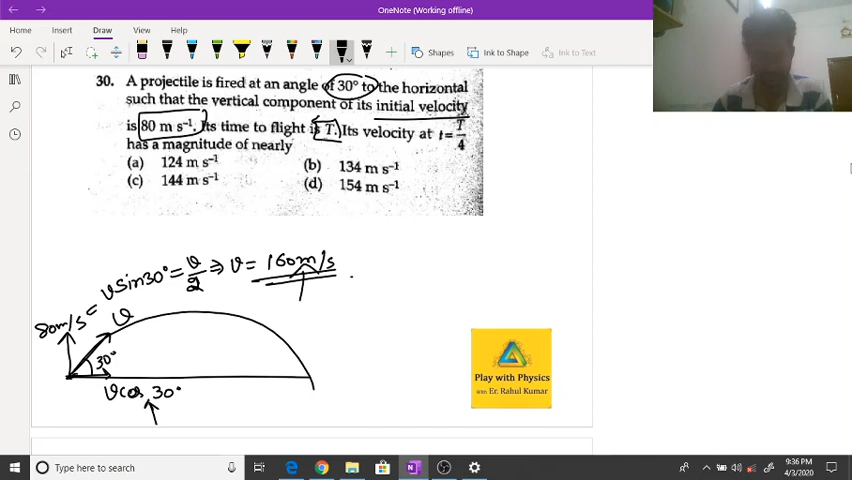 OneNote (Working offline)
Home Insert Draw View Help
Shapes Ink to Shape Ink to Text
30. A projectile is fired at an angle of 30° to the horizontal
such that the vertical component of its initial velocity
is 80 m s⁻¹. Its time to flight is T. Its velocity at t = T/4
has a magnitude of nearly
(a) 124 m s⁻¹ (b) 134 m s⁻¹
(c) 144 m s⁻¹ (d) 154 m s⁻¹
80m/s = vsin30° = v/2 ⇒ v = 160m/s
v
30°
vcos 30°
Play with Physics
with Er. Rahul Kumar
Type here to search
9:36 PM
4/3/2020